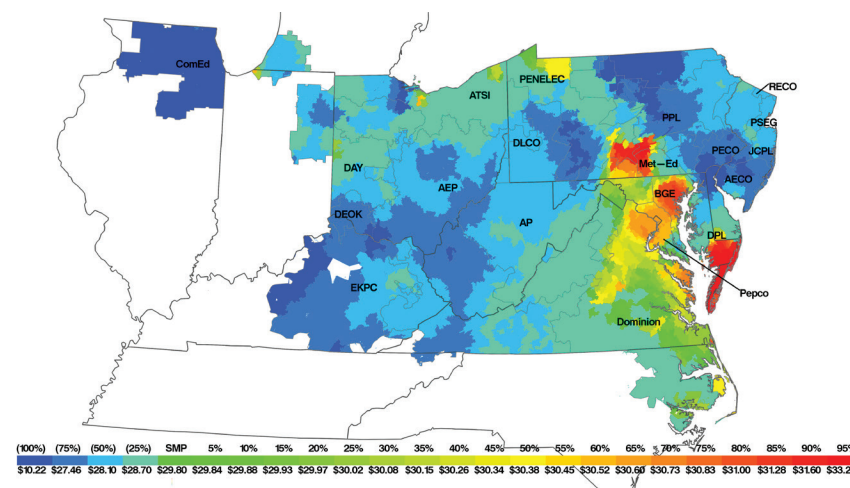 ComEd
PENELEC
ATSI
RECO
PSEG
PPL
DLCO
PECO
JCPL
Met-Ed
DAY
AECO
AEP
BGE
DEOK
AP
DPL
EKPC
Pepco
Dominion
(100%) (75%) (50%) (25%) SMP 5% 10% 15% 20% 25% 30% 35% 40% 45% 50% 55% 60% 65% 70% 75% 80% 85% 90% 95%
$10.22 $27.46 $28.10 $28.70 $29.80 $29.84 $29.88 $29.93 $29.97 $30.02 $30.08 $30.15 $30.26 $30.34 $30.38 $30.45 $30.52 $30.60 $30.73 $30.83 $31.00 $31.28 $31.60 $33.2